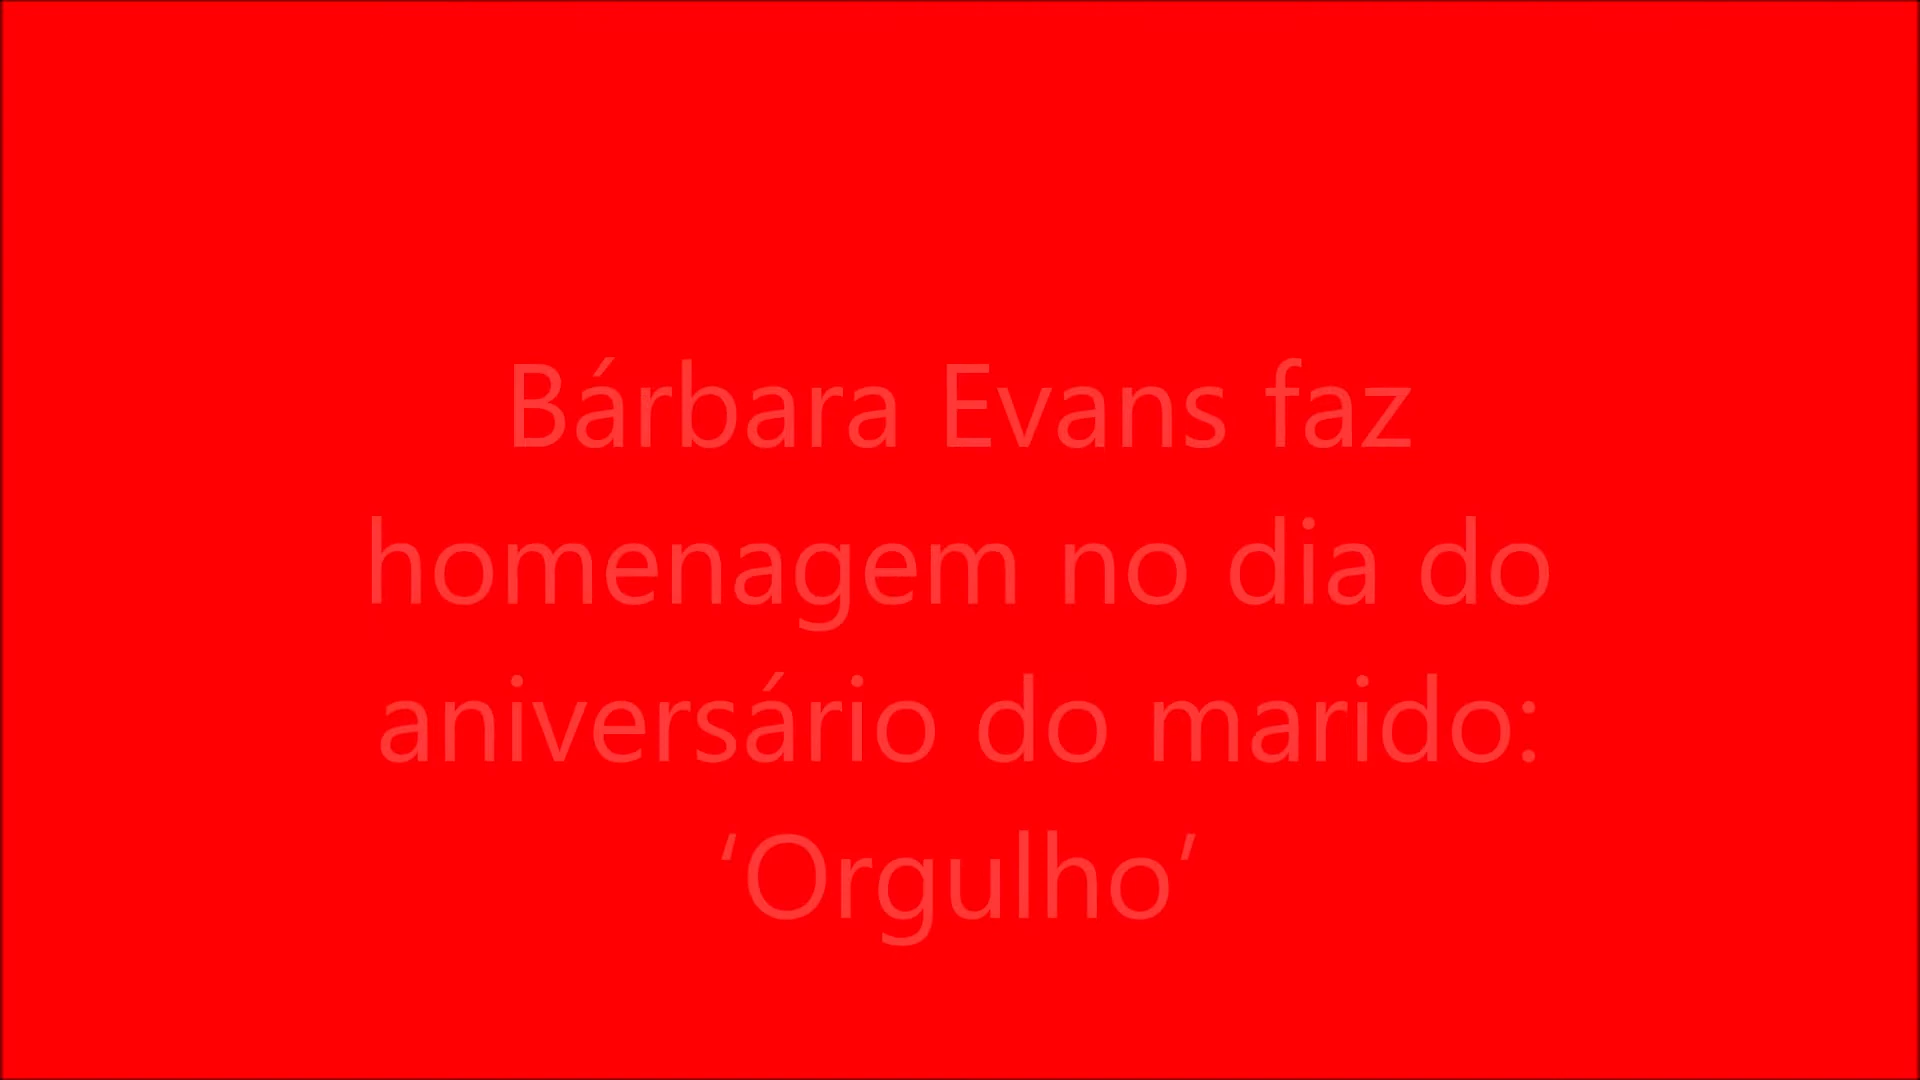 Bárbara Evans faz
homenagem no dia do
aniversário do marido:
‘Orgulho’